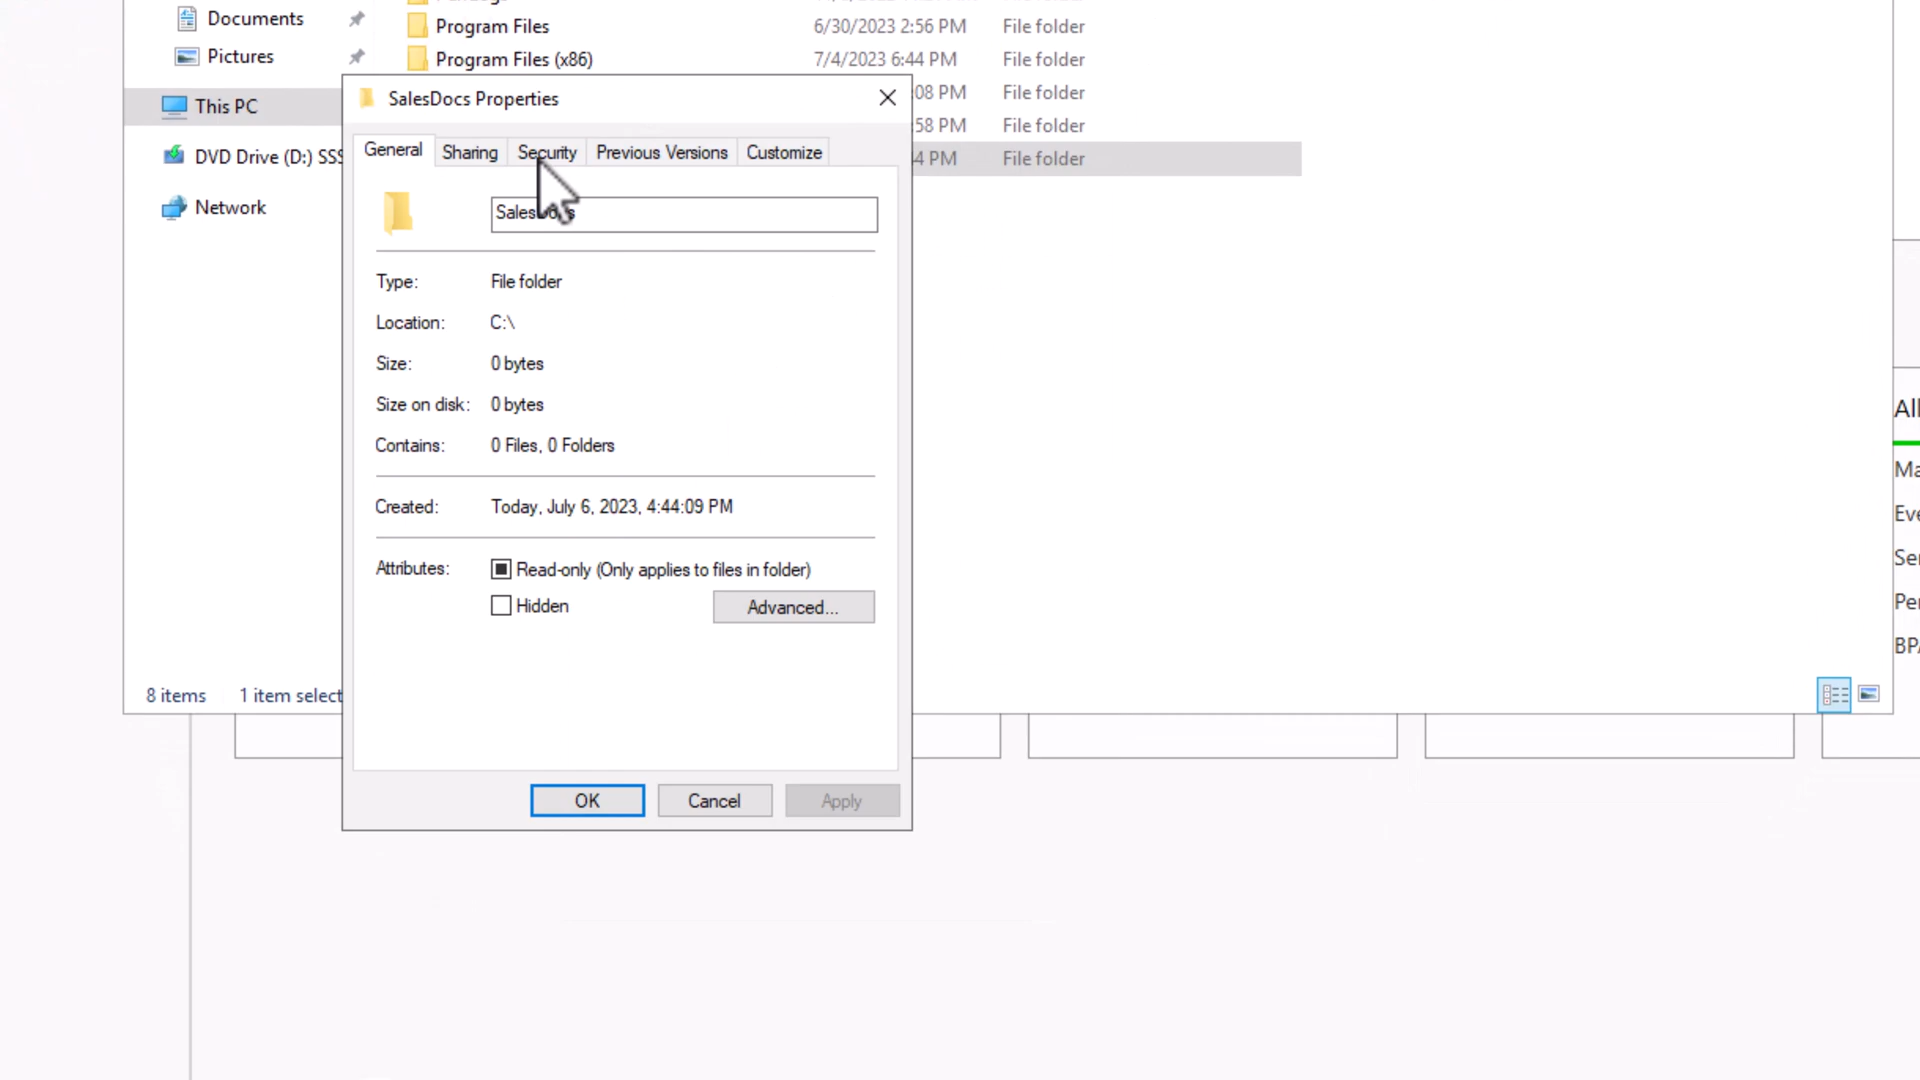 Documents
Pictures
This PC
DVD Drive (D:) SSS
Network
Program Files 6/30/2023 2:56 PM File folder
Program Files (x86) 7/4/2023 6:44 PM File folder
:08 PM File folder
:58 PM File folder
4 PM File folder
SalesDocs Properties
General Sharing Security Previous Versions Customize
SalesDocs
Type: File folder
Location: C:\
Size: 0 bytes
Size on disk: 0 bytes
Contains: 0 Files, 0 Folders
Created: Today, July 6, 2023, 4:44:09 PM
Attributes: Read-only (Only applies to files in folder)
Hidden Advanced...
OK Cancel Apply
8 items 1 item select
All
Ma
Eve
Ser
Per
BPA